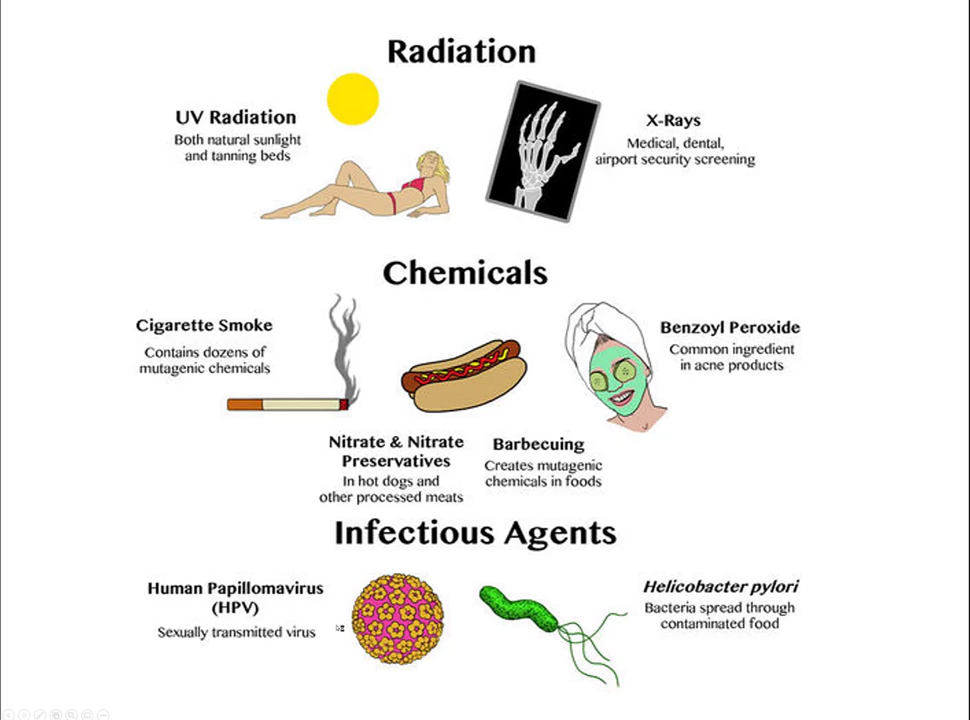 Radiation
UV Radiation
Both natural sunlight
and tanning beds
X-Rays
Medical, dental,
airport security screening
Chemicals
Cigarette Smoke
Contains dozens of
mutagenic chemicals
Benzoyl Peroxide
Common ingredient
in acne products
Nitrate & Nitrate
Preservatives
In hot dogs and
other processed meats
Barbecuing
Creates mutagenic
chemicals in foods
Infectious Agents
Human Papillomavirus
(HPV)
Sexually transmitted virus
Helicobacter pylori
Bacteria spread through
contaminated food